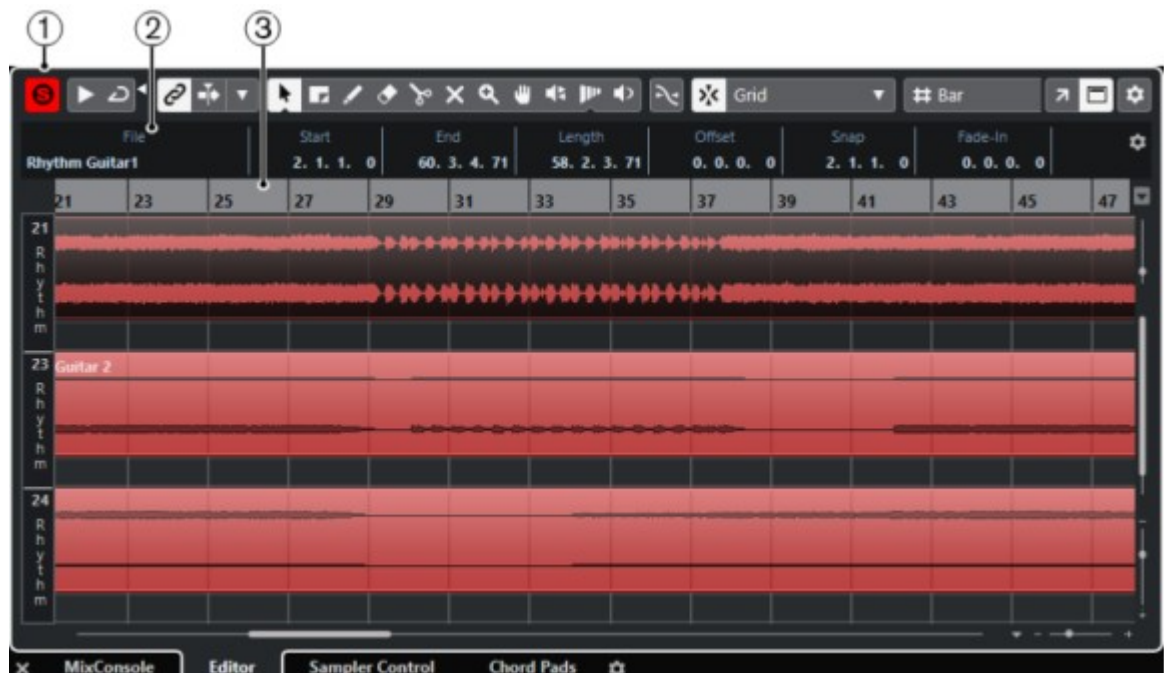 1 2 3
S Grid Bar
File Start End Length Offset Snap Fade-In
Rhythm Guitar1 2. 1. 1. 0 60. 3. 4. 71 58. 2. 3. 71 0. 0. 0. 0 2. 1. 1. 0 0. 0. 0. 0
21 23 25 27 29 31 33 35 37 39 41 43 45 47
21
Rhythm
23 Guitar 2
Rhythm
24
Rhythm
MixConsole Editor Sampler Control Chord Pads